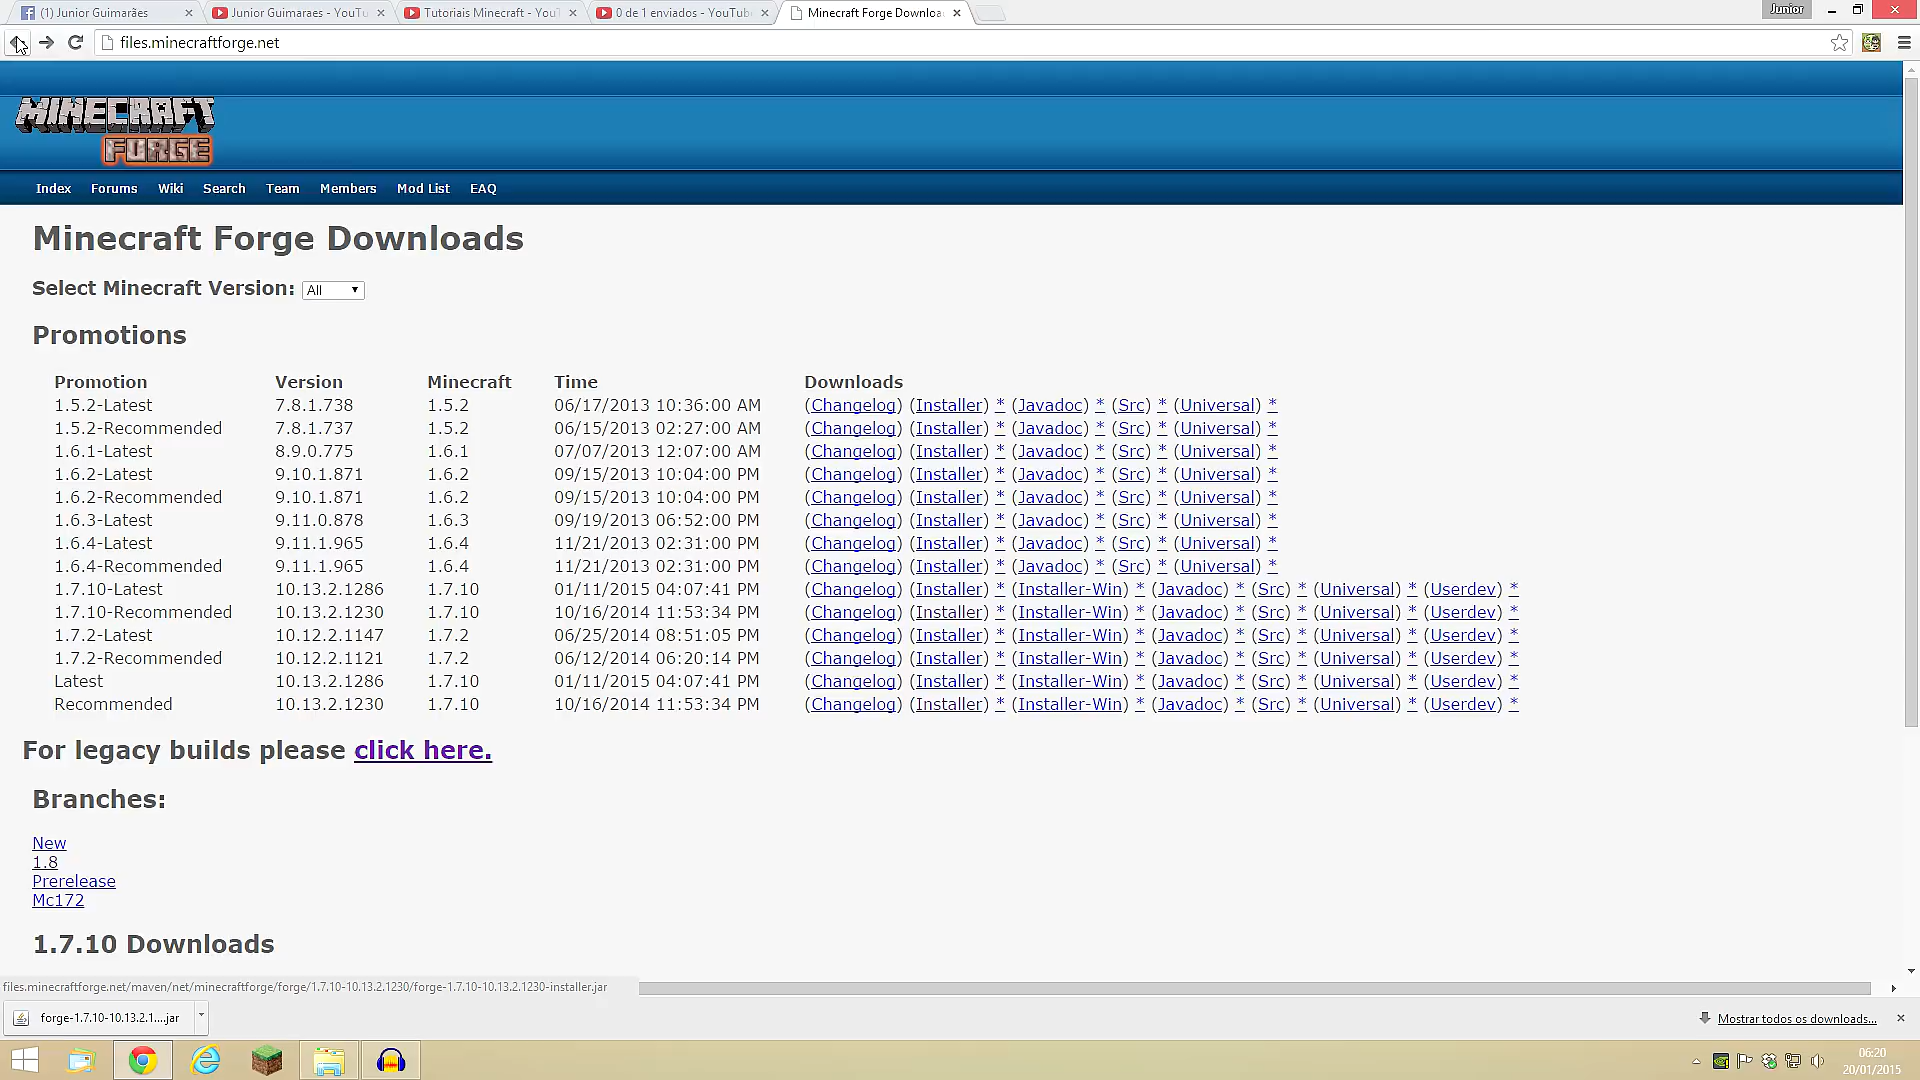 (1) Junior Guimarães
Junior Guimaraes - YouTu
Tutoriais Minecraft - You
0 de 1 enviados - YouTub
Minecraft Forge Downloa
Junior
files.minecraftforge.net
MINECRAFT
FORGE
Index Forums Wiki Search Team Members Mod List EAQ
Minecraft Forge Downloads
Select Minecraft Version: All
Promotions
Promotion Version Minecraft Time Downloads
1.5.2-Latest 7.8.1.738 1.5.2 06/17/2013 10:36:00 AM (Changelog) (Installer) * (Javadoc) * (Src) * (Universal) *
1.5.2-Recommended 7.8.1.737 1.5.2 06/15/2013 02:27:00 AM (Changelog) (Installer) * (Javadoc) * (Src) * (Universal) *
1.6.1-Latest 8.9.0.775 1.6.1 07/07/2013 12:07:00 AM (Changelog) (Installer) * (Javadoc) * (Src) * (Universal) *
1.6.2-Latest 9.10.1.871 1.6.2 09/15/2013 10:04:00 PM (Changelog) (Installer) * (Javadoc) * (Src) * (Universal) *
1.6.2-Recommended 9.10.1.871 1.6.2 09/15/2013 10:04:00 PM (Changelog) (Installer) * (Javadoc) * (Src) * (Universal) *
1.6.3-Latest 9.11.0.878 1.6.3 09/19/2013 06:52:00 PM (Changelog) (Installer) * (Javadoc) * (Src) * (Universal) *
1.6.4-Latest 9.11.1.965 1.6.4 11/21/2013 02:31:00 PM (Changelog) (Installer) * (Javadoc) * (Src) * (Universal) *
1.6.4-Recommended 9.11.1.965 1.6.4 11/21/2013 02:31:00 PM (Changelog) (Installer) * (Javadoc) * (Src) * (Universal) *
1.7.10-Latest 10.13.2.1286 1.7.10 01/11/2015 04:07:41 PM (Changelog) (Installer) * (Installer-Win) * (Javadoc) * (Src) * (Universal) * (Userdev) *
1.7.10-Recommended 10.13.2.1230 1.7.10 10/16/2014 11:53:34 PM (Changelog) (Installer) * (Installer-Win) * (Javadoc) * (Src) * (Universal) * (Userdev) *
1.7.2-Latest 10.12.2.1147 1.7.2 06/25/2014 08:51:05 PM (Changelog) (Installer) * (Installer-Win) * (Javadoc) * (Src) * (Universal) * (Userdev) *
1.7.2-Recommended 10.12.2.1121 1.7.2 06/12/2014 06:20:14 PM (Changelog) (Installer) * (Installer-Win) * (Javadoc) * (Src) * (Universal) * (Userdev) *
Latest 10.13.2.1286 1.7.10 01/11/2015 04:07:41 PM (Changelog) (Installer) * (Installer-Win) * (Javadoc) * (Src) * (Universal) * (Userdev) *
Recommended 10.13.2.1230 1.7.10 10/16/2014 11:53:34 PM (Changelog) (Installer) * (Installer-Win) * (Javadoc) * (Src) * (Universal) * (Userdev) *
For legacy builds please click here.
Branches:
New
1.8
Prerelease
Mc172
1.7.10 Downloads
files.minecraftforge.net/maven/net/minecraftforge/forge/1.7.10-10.13.2.1230/forge-1.7.10-10.13.2.1230-installer.jar
forge-1.7.10-10.13.2.1....jar
Mostrar todos os downloads...
06:20
20/01/2015